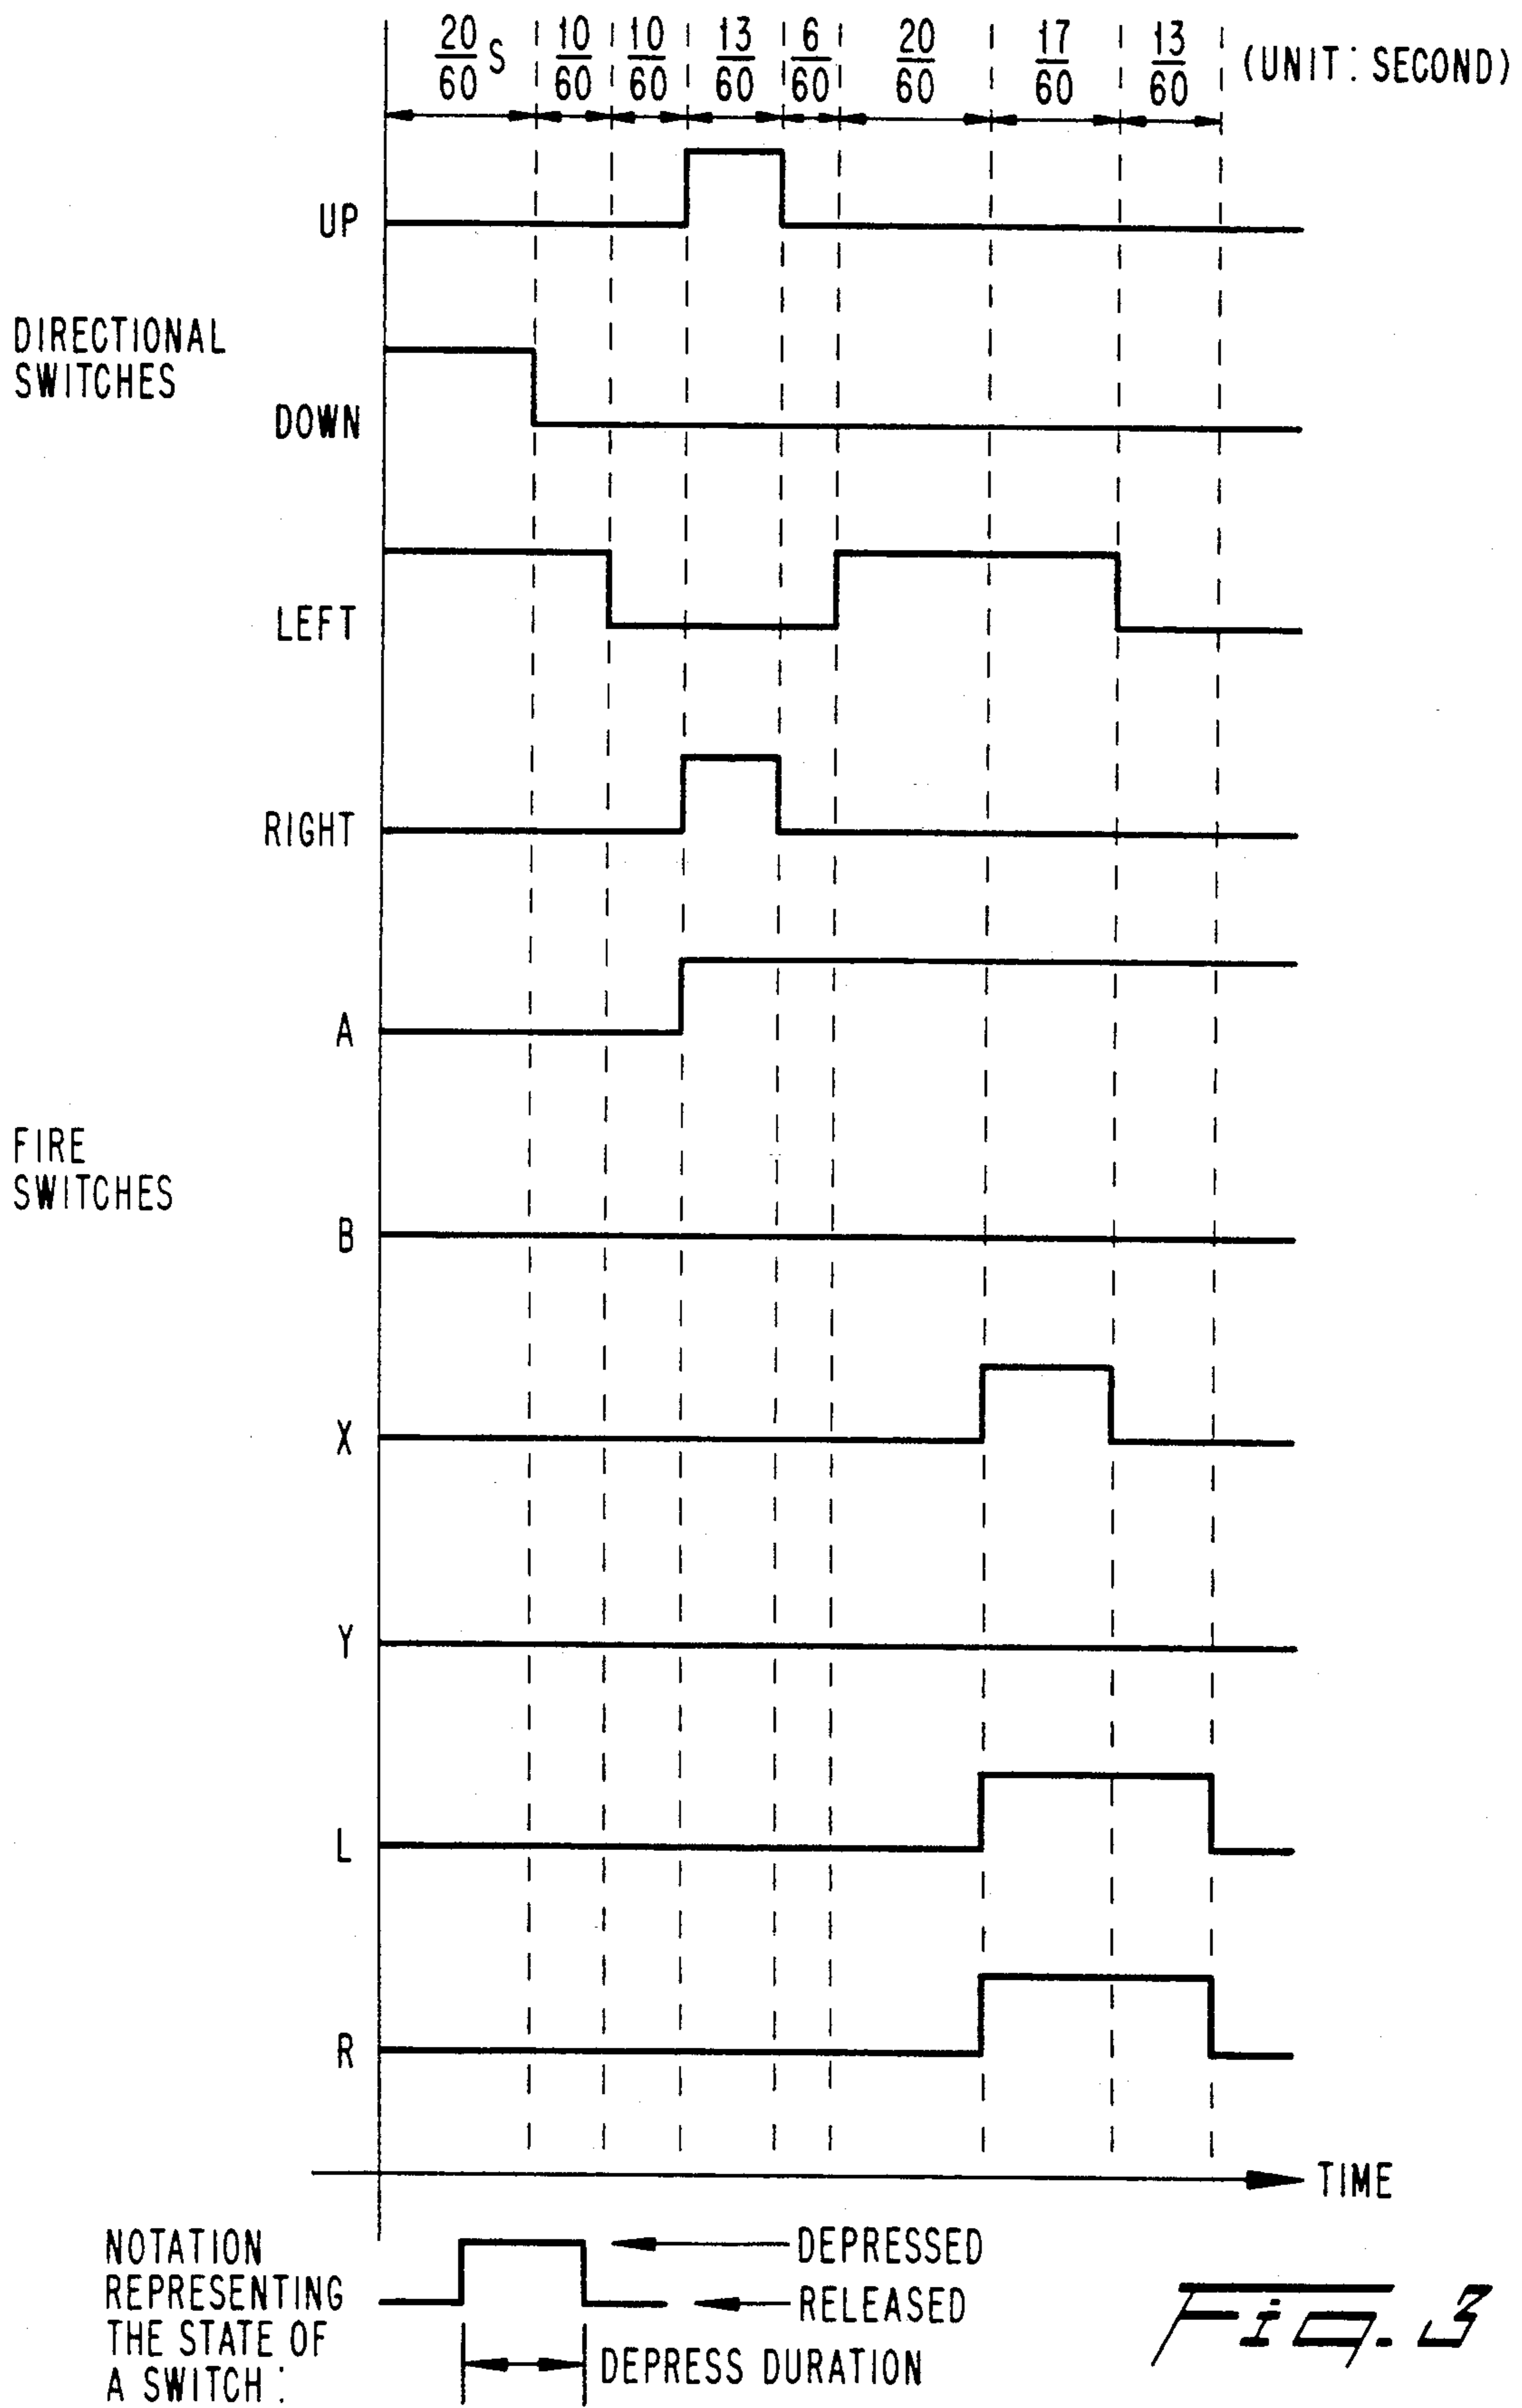 20/60 S 10/60 10/60 13/60 6/60 20/60 17/60 13/60 (UNIT: SECOND)
UP
DIRECTIONAL
SWITCHES
DOWN
LEFT
RIGHT
A
FIRE
SWITCHES
B
X
Y
L
R
TIME
NOTATION
REPRESENTING
THE STATE OF
A SWITCH:
DEPRESSED
RELEASED
DEPRESS DURATION
Fig. 3